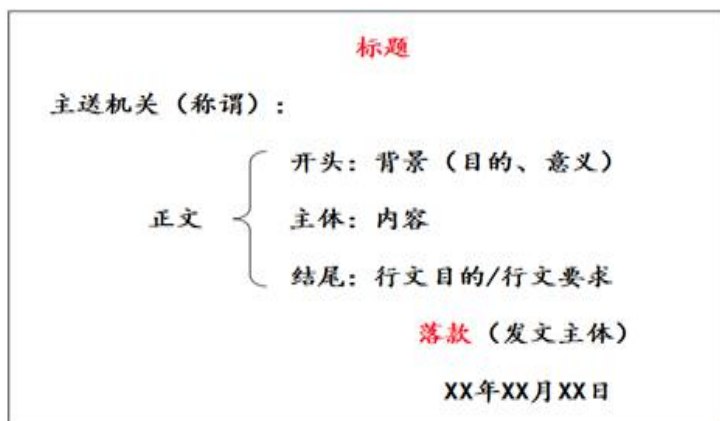 标题
主送机关（称谓）：
开头：背景（目的、意义）
正文 主体：内容
结尾：行文目的/行文要求
落款（发文主体）
XX年XX月XX日